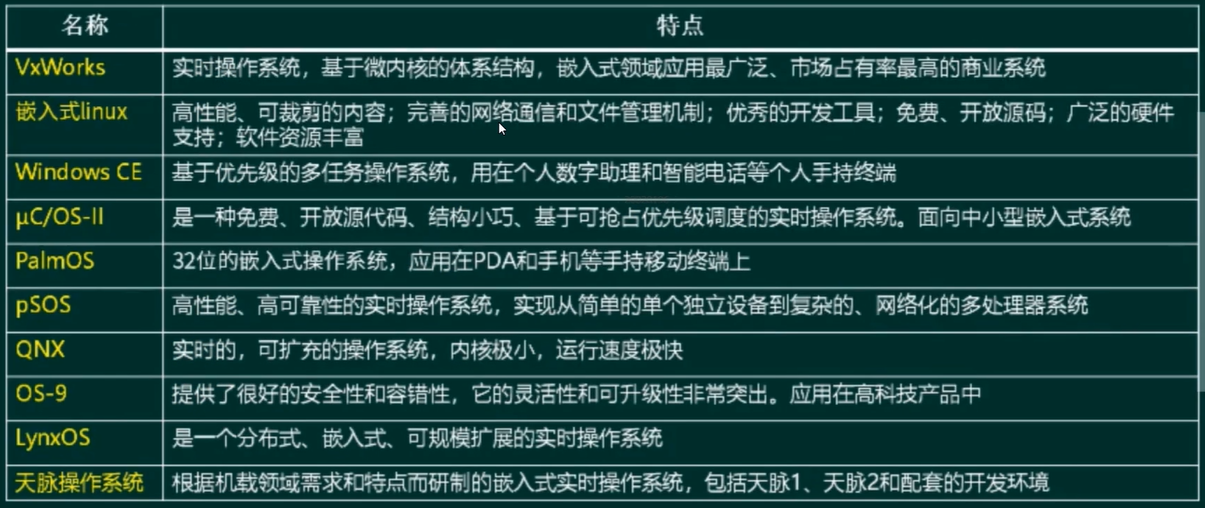 名称 特点
VxWorks 实时操作系统，基于微内核的体系结构，嵌入式领域应用最广泛、市场占有率最高的商业系统
嵌入式linux 高性能、可裁剪的内容；完善的网络通信和文件管理机制；优秀的开发工具；免费、开放源码；广泛的硬件
支持；软件资源丰富
Windows CE 基于优先级的多任务操作系统，用在个人数字助理和智能电话等个人手持终端
μC/OS-II 是一种免费、开放源代码、结构小巧、基于可抢占优先级调度的实时操作系统。面向中小型嵌入式系统
PalmOS 32位的嵌入式操作系统，应用在PDA和手机等手持移动终端上
pSOS 高性能、高可靠性的实时操作系统，实现从简单的单个独立设备到复杂的、网络化的多处理器系统
QNX 实时的，可扩充的操作系统，内核极小，运行速度极快
OS-9 提供了很好的安全性和容错性，它的灵活性和可升级性非常突出。应用在高科技产品中
LynxOS 是一个分布式、嵌入式、可规模扩展的实时操作系统
天脉操作系统 根据机载领域需求和特点而研制的嵌入式实时操作系统，包括天脉1、天脉2和配套的开发环境